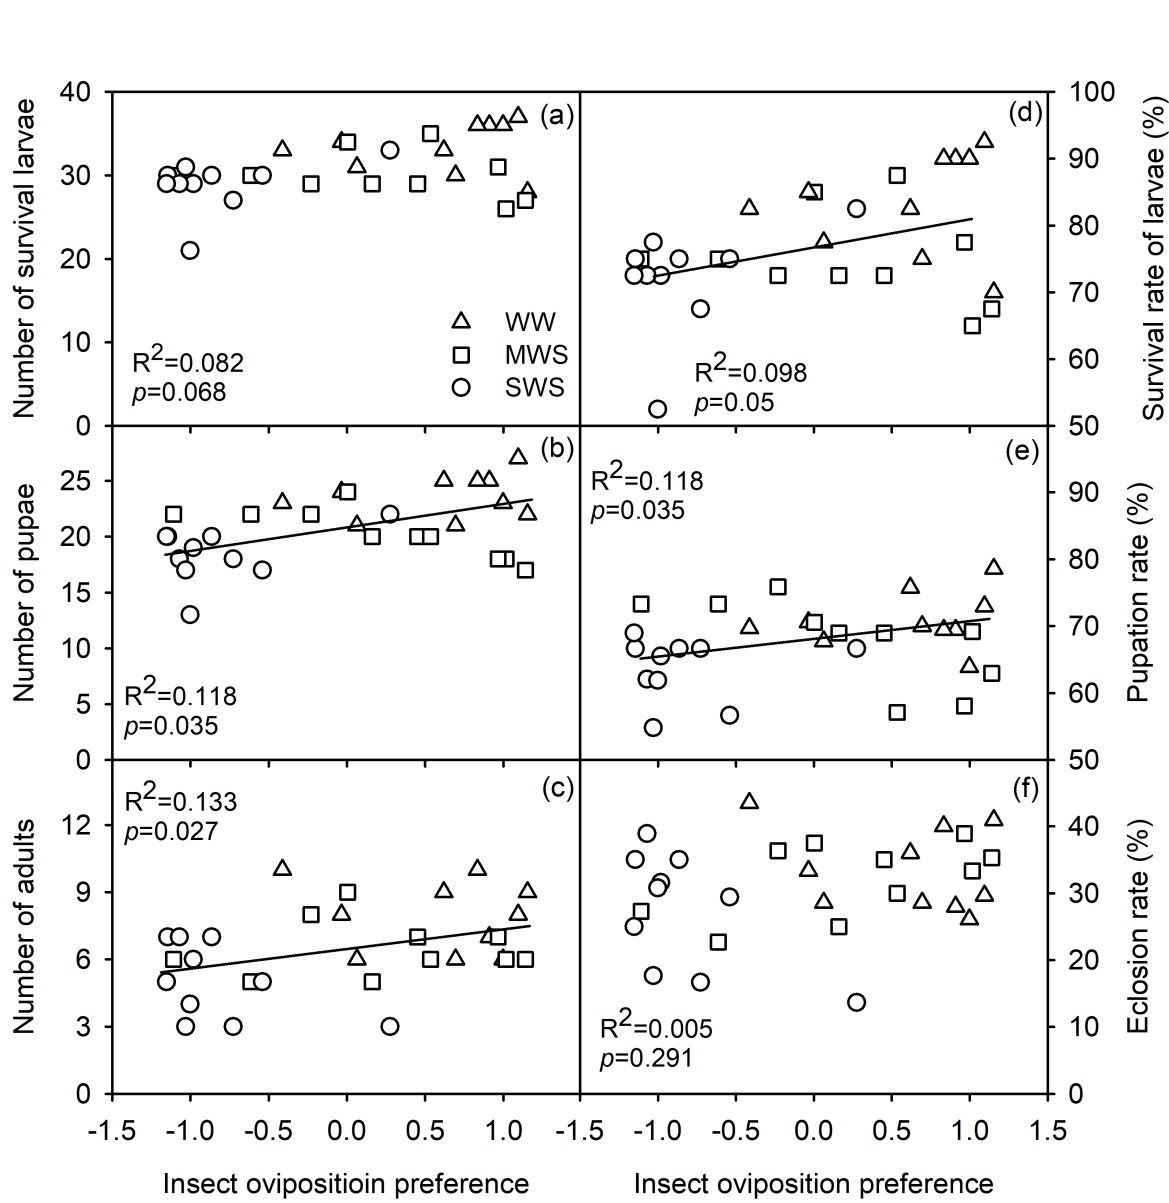 40
(a)
30
20
10
0
Number of survival larvae
WW
MWS
SWS
R2=0.082
p=0.068
100
(d)
90
80
70
60
50
Survival rate of larvae (%)
R2=0.098
p=0.05
(b)
25
20
15
10
5
0
Number of pupae
R2=0.118
p=0.035
(e)
R2=0.118
p=0.035
90
80
70
60
50
Pupation rate (%)
(c)
R2=0.133
p=0.027
12
9
6
3
0
Number of adults
(f)
40
30
20
10
0
Eclosion rate (%)
R2=0.005
p=0.291
-1.5 -1.0 -0.5 0.0 0.5 1.0 -1.5 -1.0 -0.5 0.0 0.5 1.0 1.5
Insect ovipositioin preference Insect oviposition preference